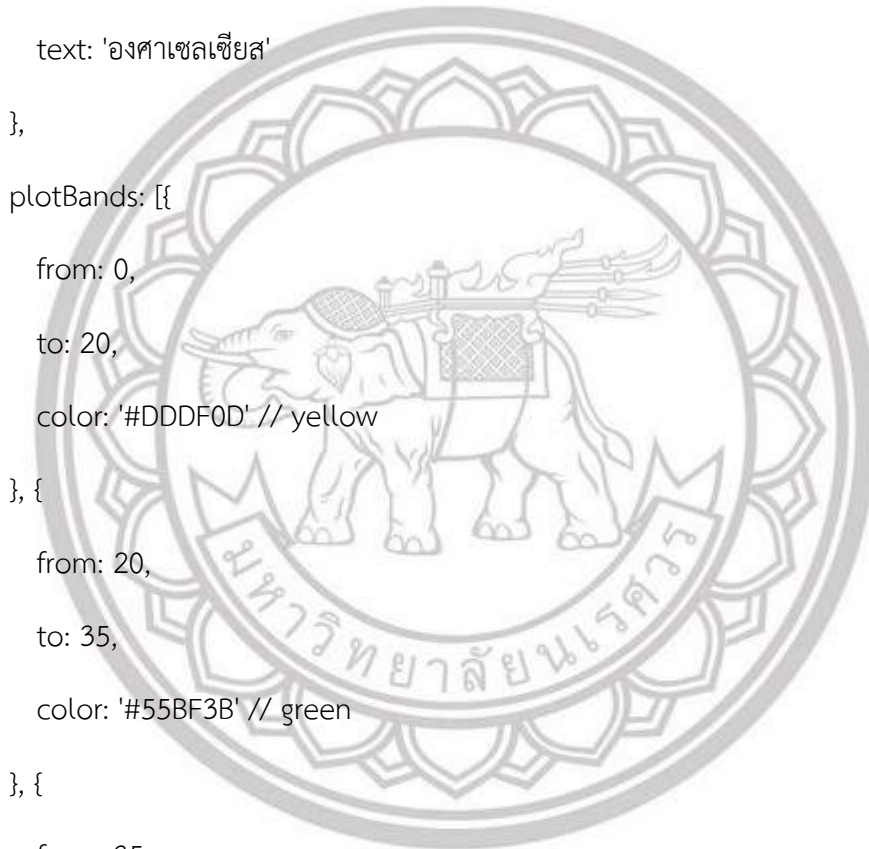 text: 'องศาเซลเซียส'
},
plotBands: [{
from: 0,
to: 20,
color: '#DDDF0D' // yellow
}, {
from: 20,
to: 35,
color: '#55BF3B' // green
}, {
มหาวิทยาลัยนเรศวร